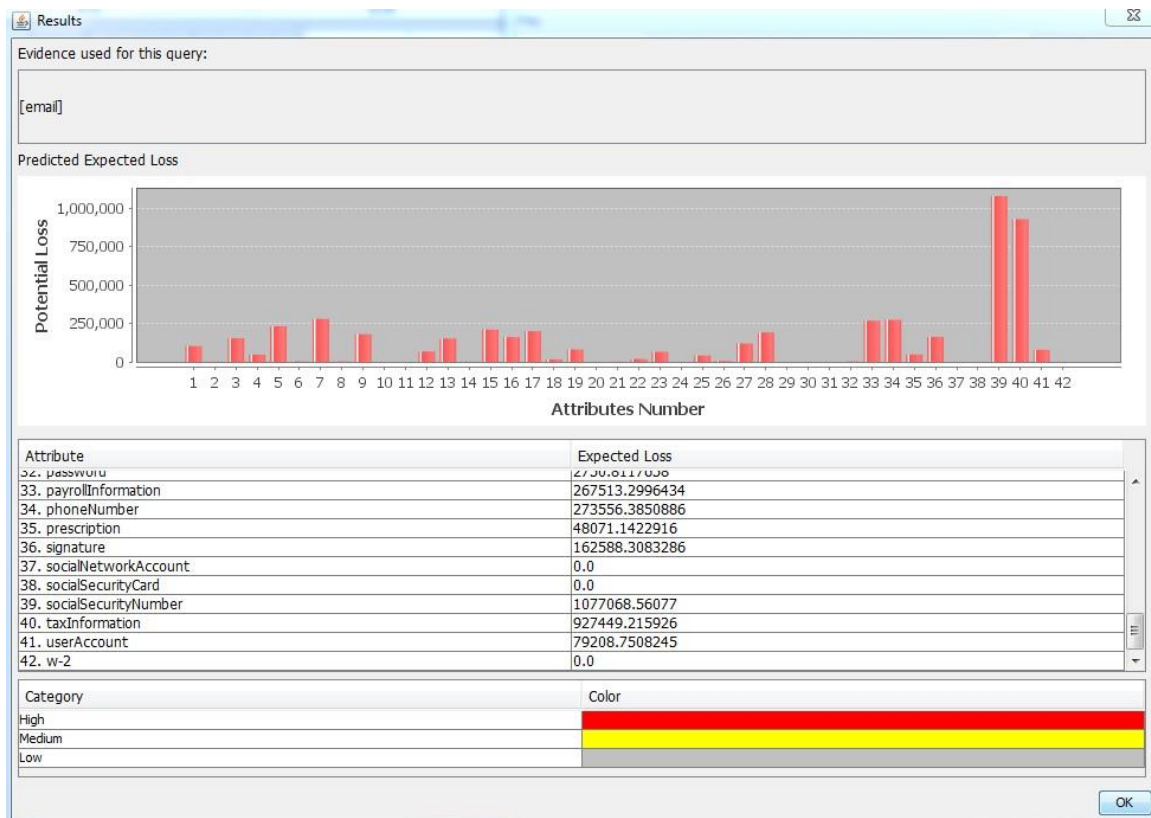 Results
Evidence used for this query:
[email]
Predicted Expected Loss
Potential Loss
1,000,000
750,000
500,000
250,000
0
1 2 3 4 5 6 7 8 9 10 11 12 13 14 15 16 17 18 19 20 21 22 23 24 25 26 27 28 29 30 31 32 33 34 35 36 37 38 39 40 41 42
Attributes Number
Attribute Expected Loss
32. password 2750.8117658
33. payrollInformation 267513.2996434
34. phoneNumber 273556.3850886
35. prescription 48071.1422916
36. signature 162588.3083286
37. socialNetworkAccount 0.0
38. socialSecurityCard 0.0
39. socialSecurityNumber 1077068.56077
40. taxInformation 927449.215926
41. userAccount 79208.7508245
42. w-2 0.0
Category Color
High
Medium
Low
OK